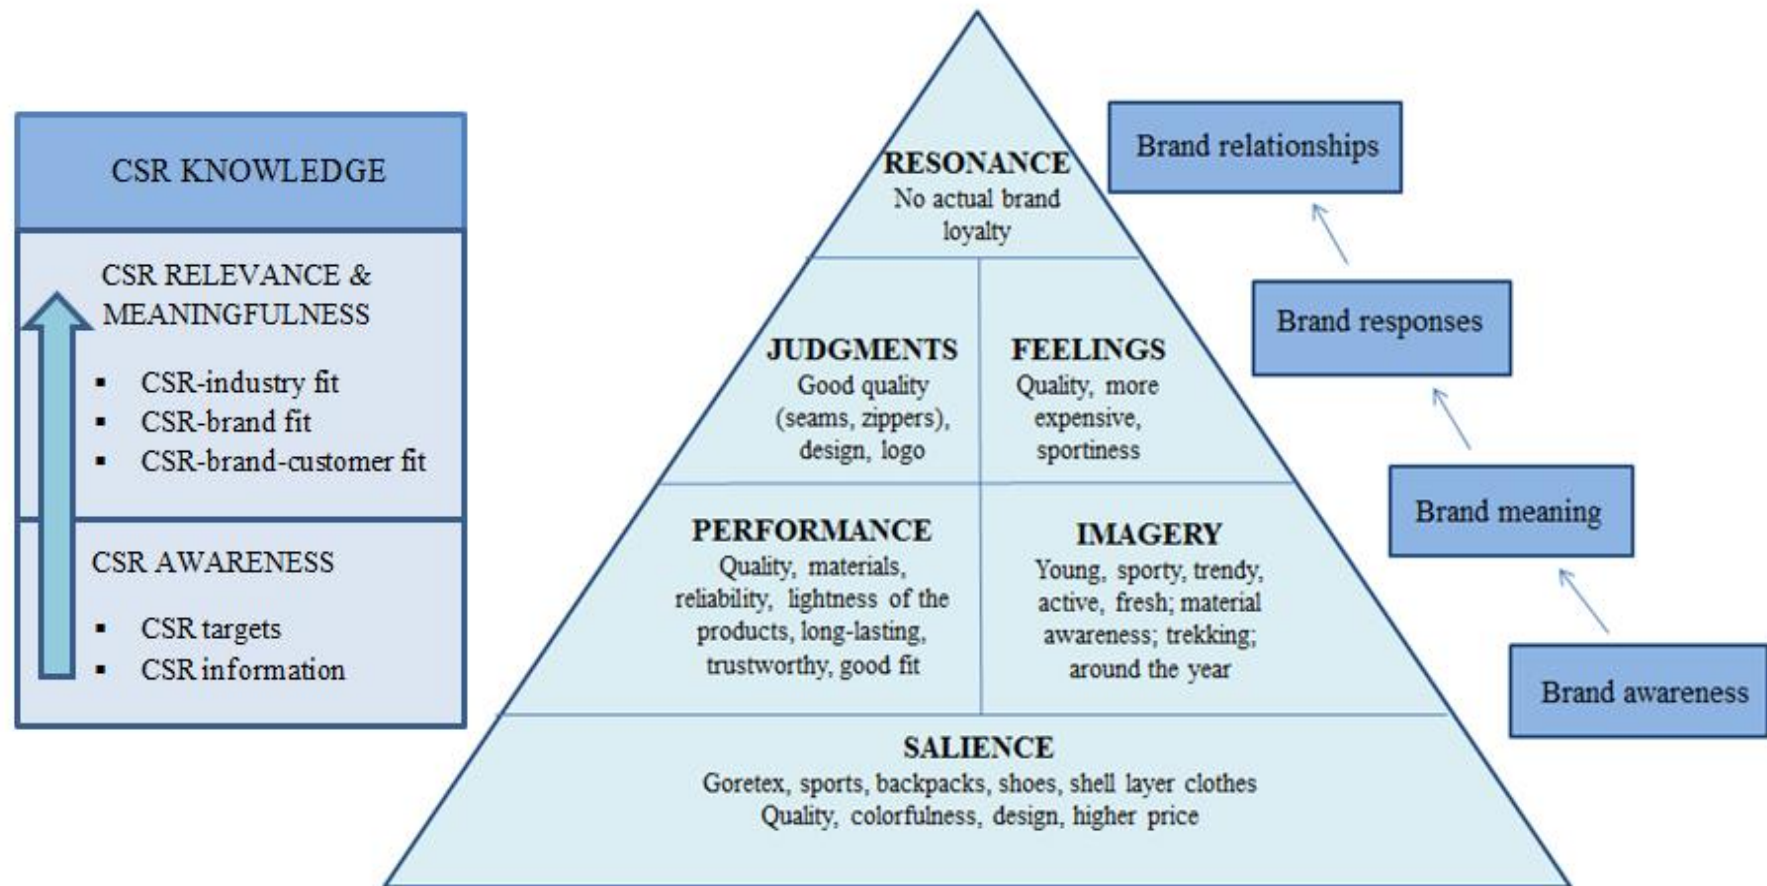 CSR KNOWLEDGE
CSR RELEVANCE &
MEANINGFULNESS
▪ CSR-industry fit
▪ CSR-brand fit
▪ CSR-brand-customer fit
CSR AWARENESS
▪ CSR targets
▪ CSR information
RESONANCE
No actual brand
loyalty
JUDGMENTS
Good quality
(seams, zippers),
design, logo
FEELINGS
Quality, more
expensive,
sportiness
PERFORMANCE
Quality, materials,
reliability, lightness of the
products, long-lasting,
trustworthy, good fit
IMAGERY
Young, sporty, trendy,
active, fresh; material
awareness; trekking;
around the year
SALIENCE
Goretex, sports, backpacks, shoes, shell layer clothes
Quality, colorfulness, design, higher price
Brand relationships
Brand responses
Brand meaning
Brand awareness